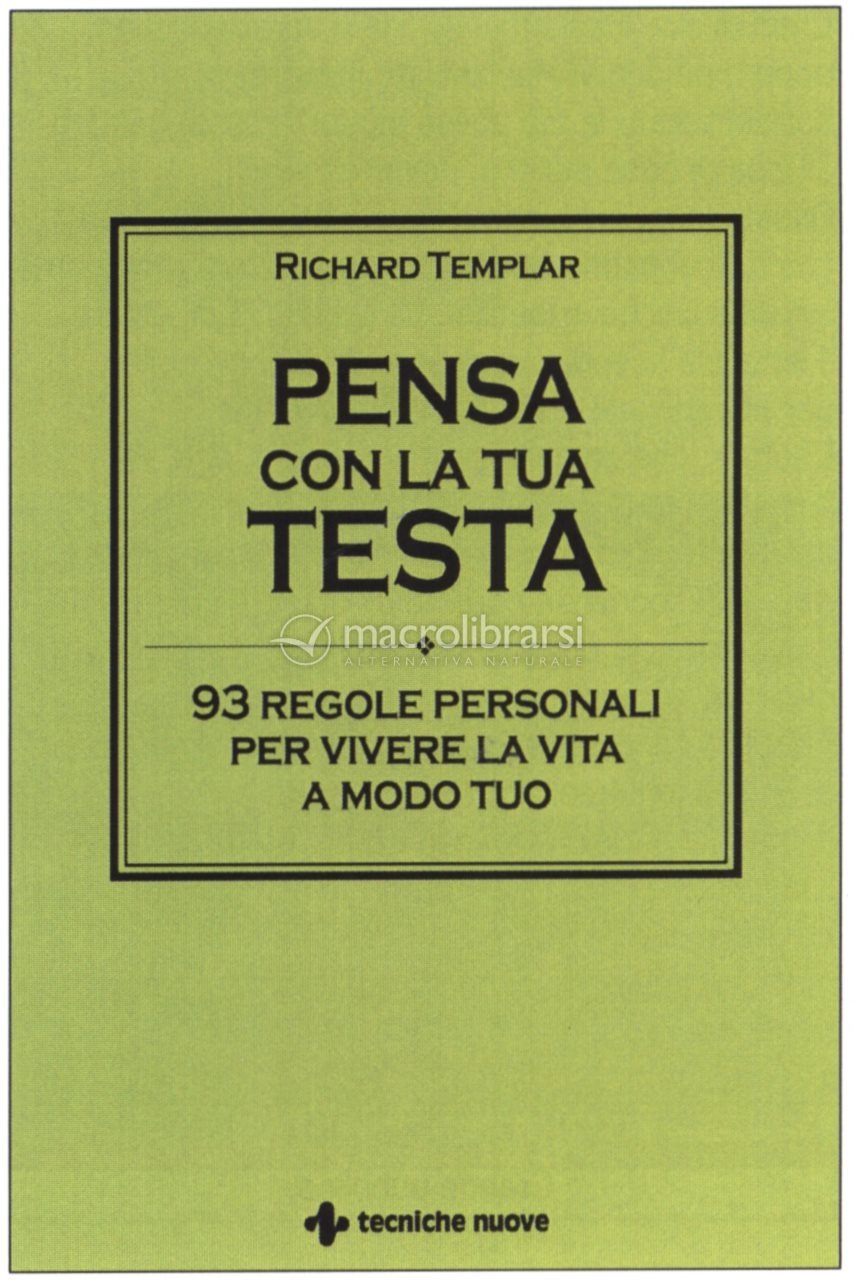 RICHARD TEMPLAR
PENSA
CON LA TUA
TESTA
macrolibrarsi
ALTERNATIVA NATURALE
93 REGOLE PERSONALI
PER VIVERE LA VITA
A MODO TUO
tecniche nuove